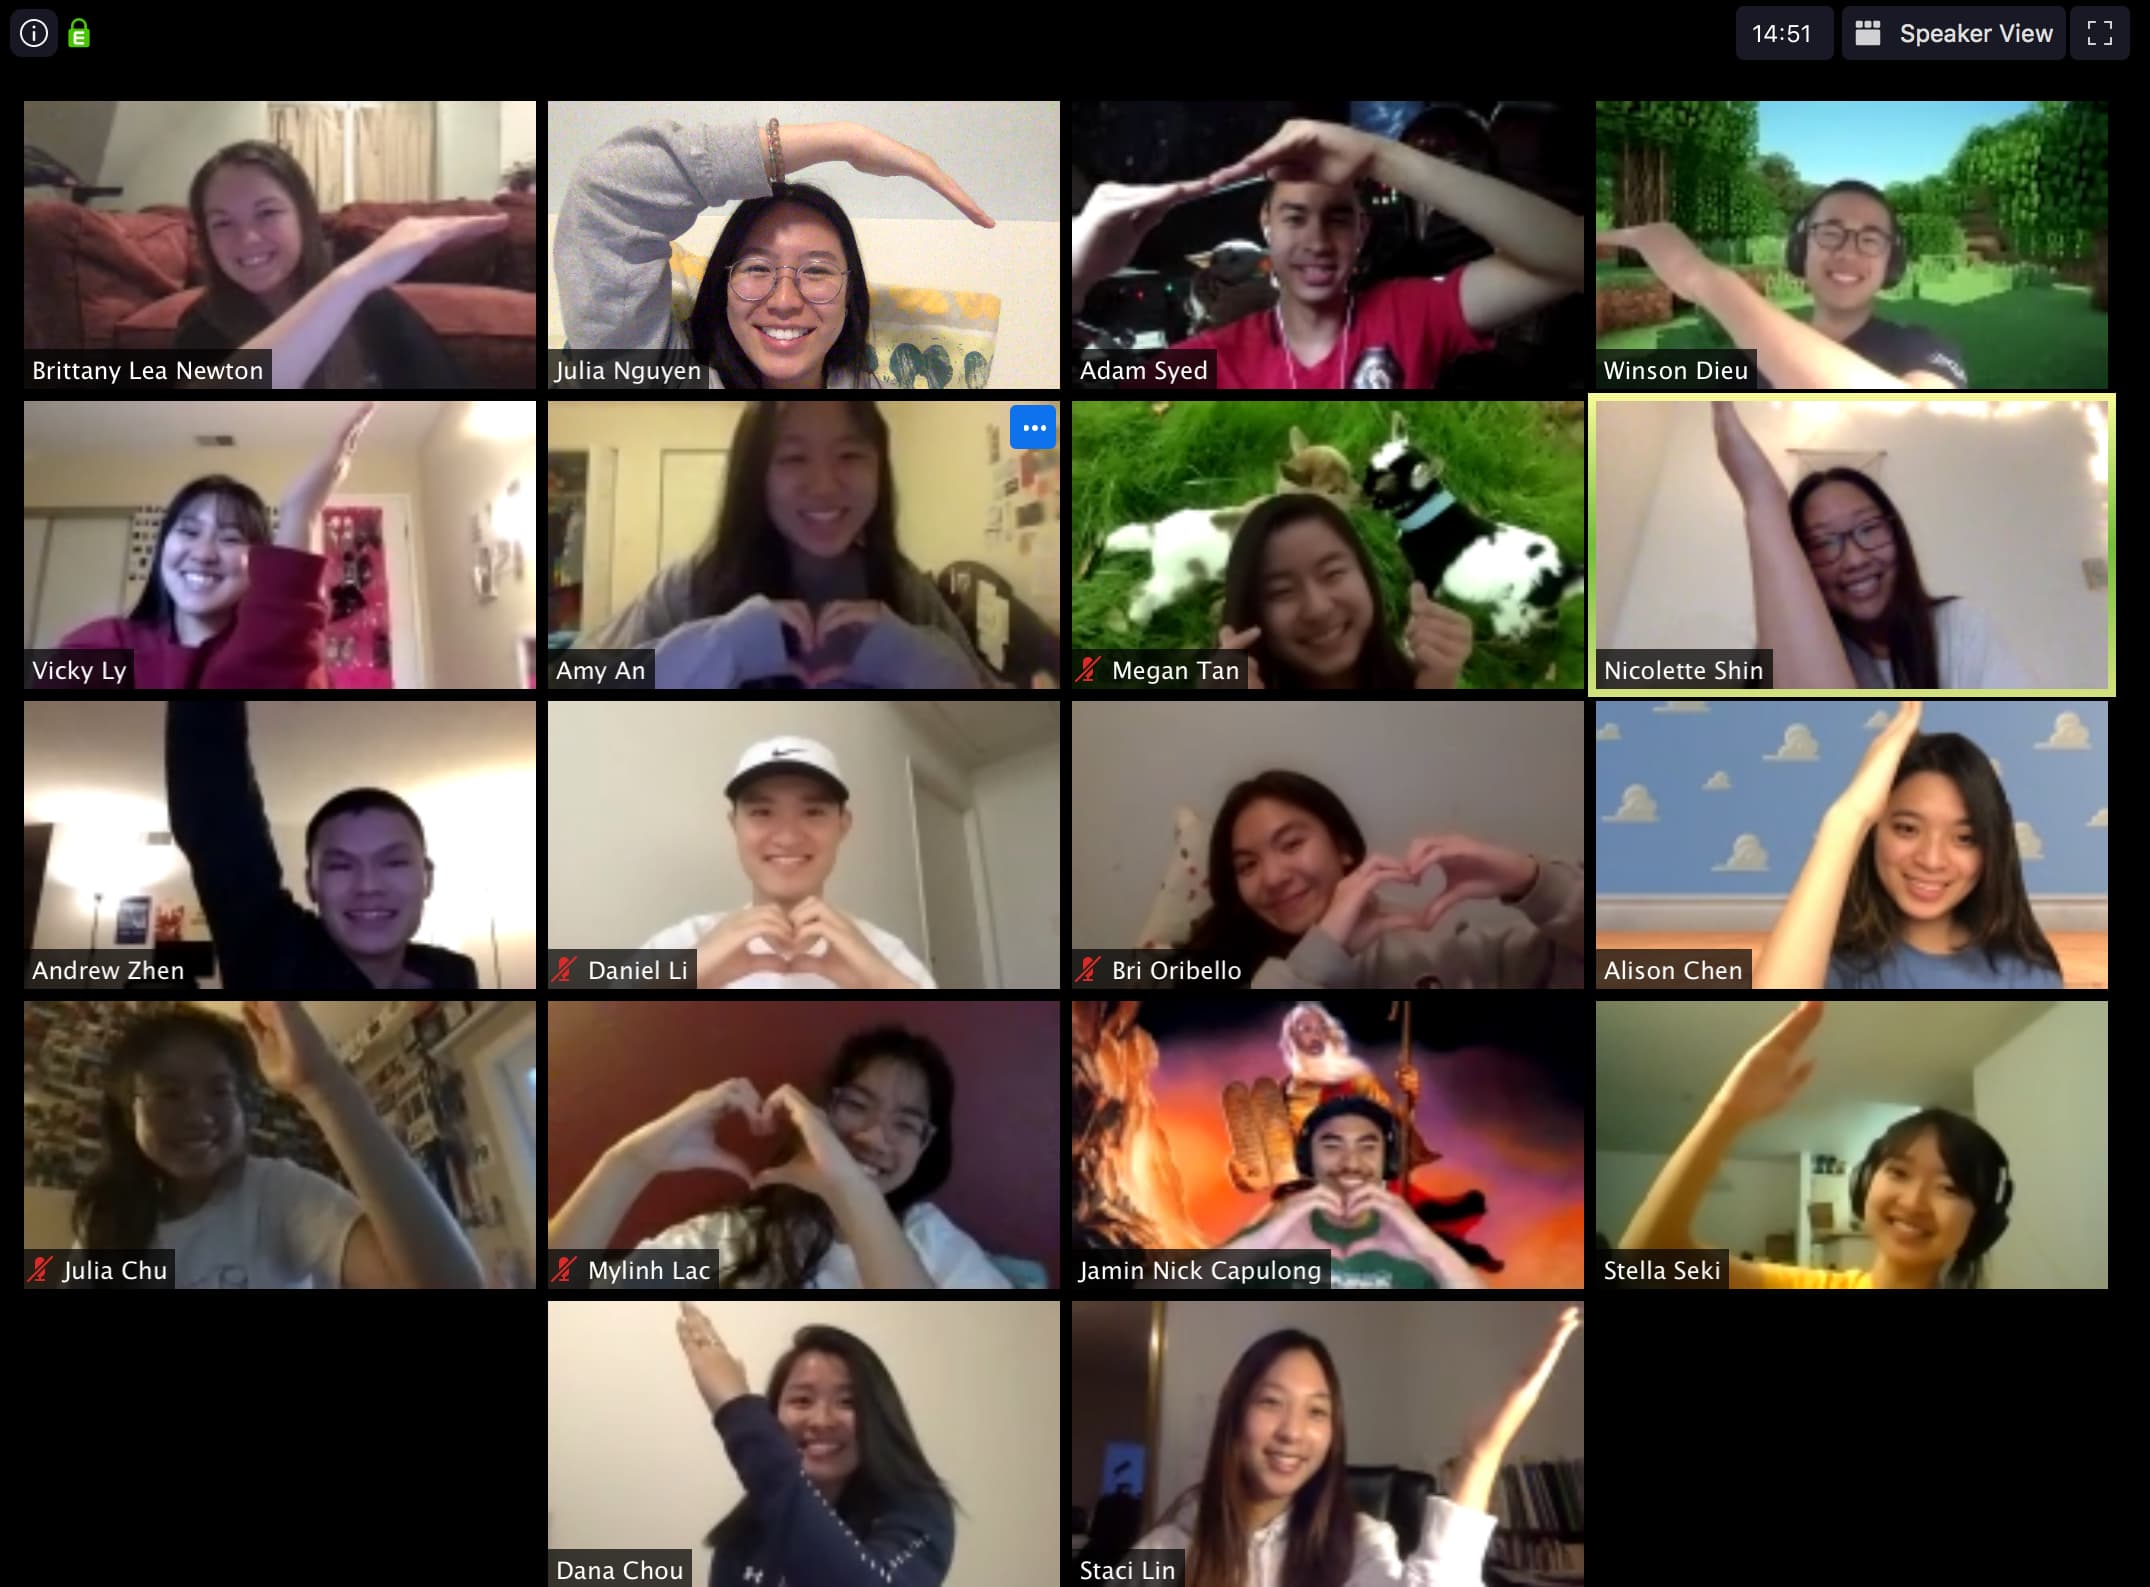 14:51
Speaker View
Brittany Lea Newton
Julia Nguyen
Adam Syed
Winson Dieu
Vicky Ly
Amy An
Megan Tan
Nicolette Shin
Andrew Zhen
Daniel Li
Bri Oribello
Alison Chen
Julia Chu
Mylinh Lac
Jamin Nick Capulong
Stella Seki
Dana Chou
Staci Lin